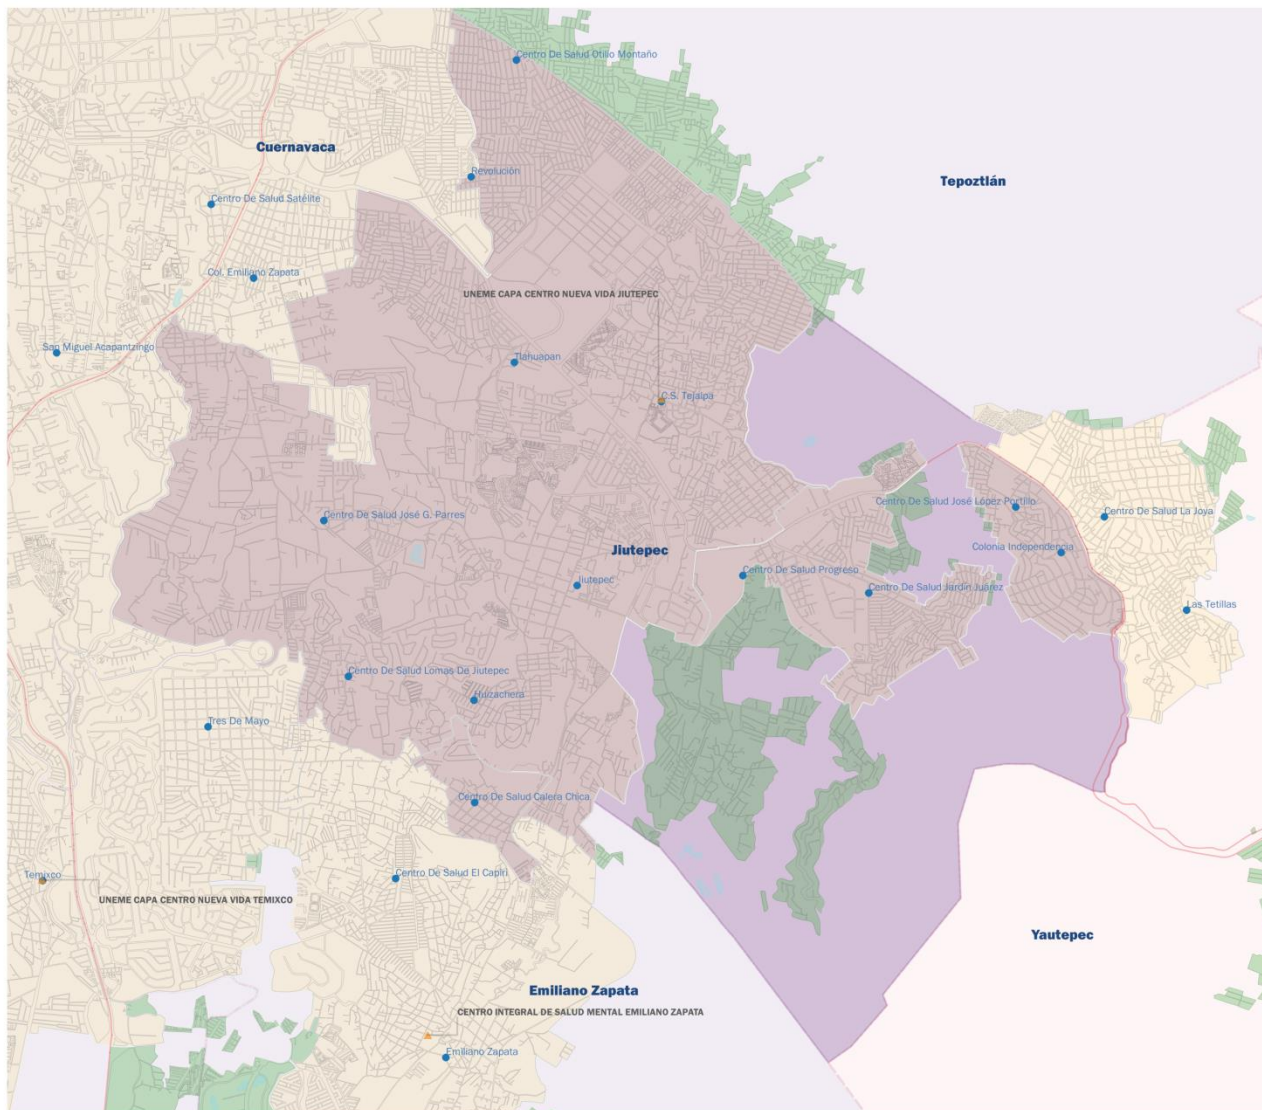 Centro De Salud Otilio Montaño
Cuernavaca
Revolución
Tepoztlán
Centro De Salud Satélite
Col. Emiliano Zapata
UNEME CAPA CENTRO NUEVA VIDA JIUTEPEC
San Miguel Acapantzingo
Tlahuapan
C.S. Tejalpa
Centro De Salud José López Portillo
Centro De Salud La Joya
Centro De Salud José G. Parres
Jiutepec
Colonia Independencia
Centro De Salud Progreso
Jiutepec
Centro De Salud Jardín Juárez
Las Tetillas
Centro De Salud Lomas De Jiutepec
Huizachera
Tres De Mayo
Centro De Salud Calera Chica
Temixco
Centro De Salud El Capiri
UNEME CAPA CENTRO NUEVA VIDA TEMIXCO
Yautepec
Emiliano Zapata
CENTRO INTEGRAL DE SALUD MENTAL EMILIANO ZAPATA
Emiliano Zapata